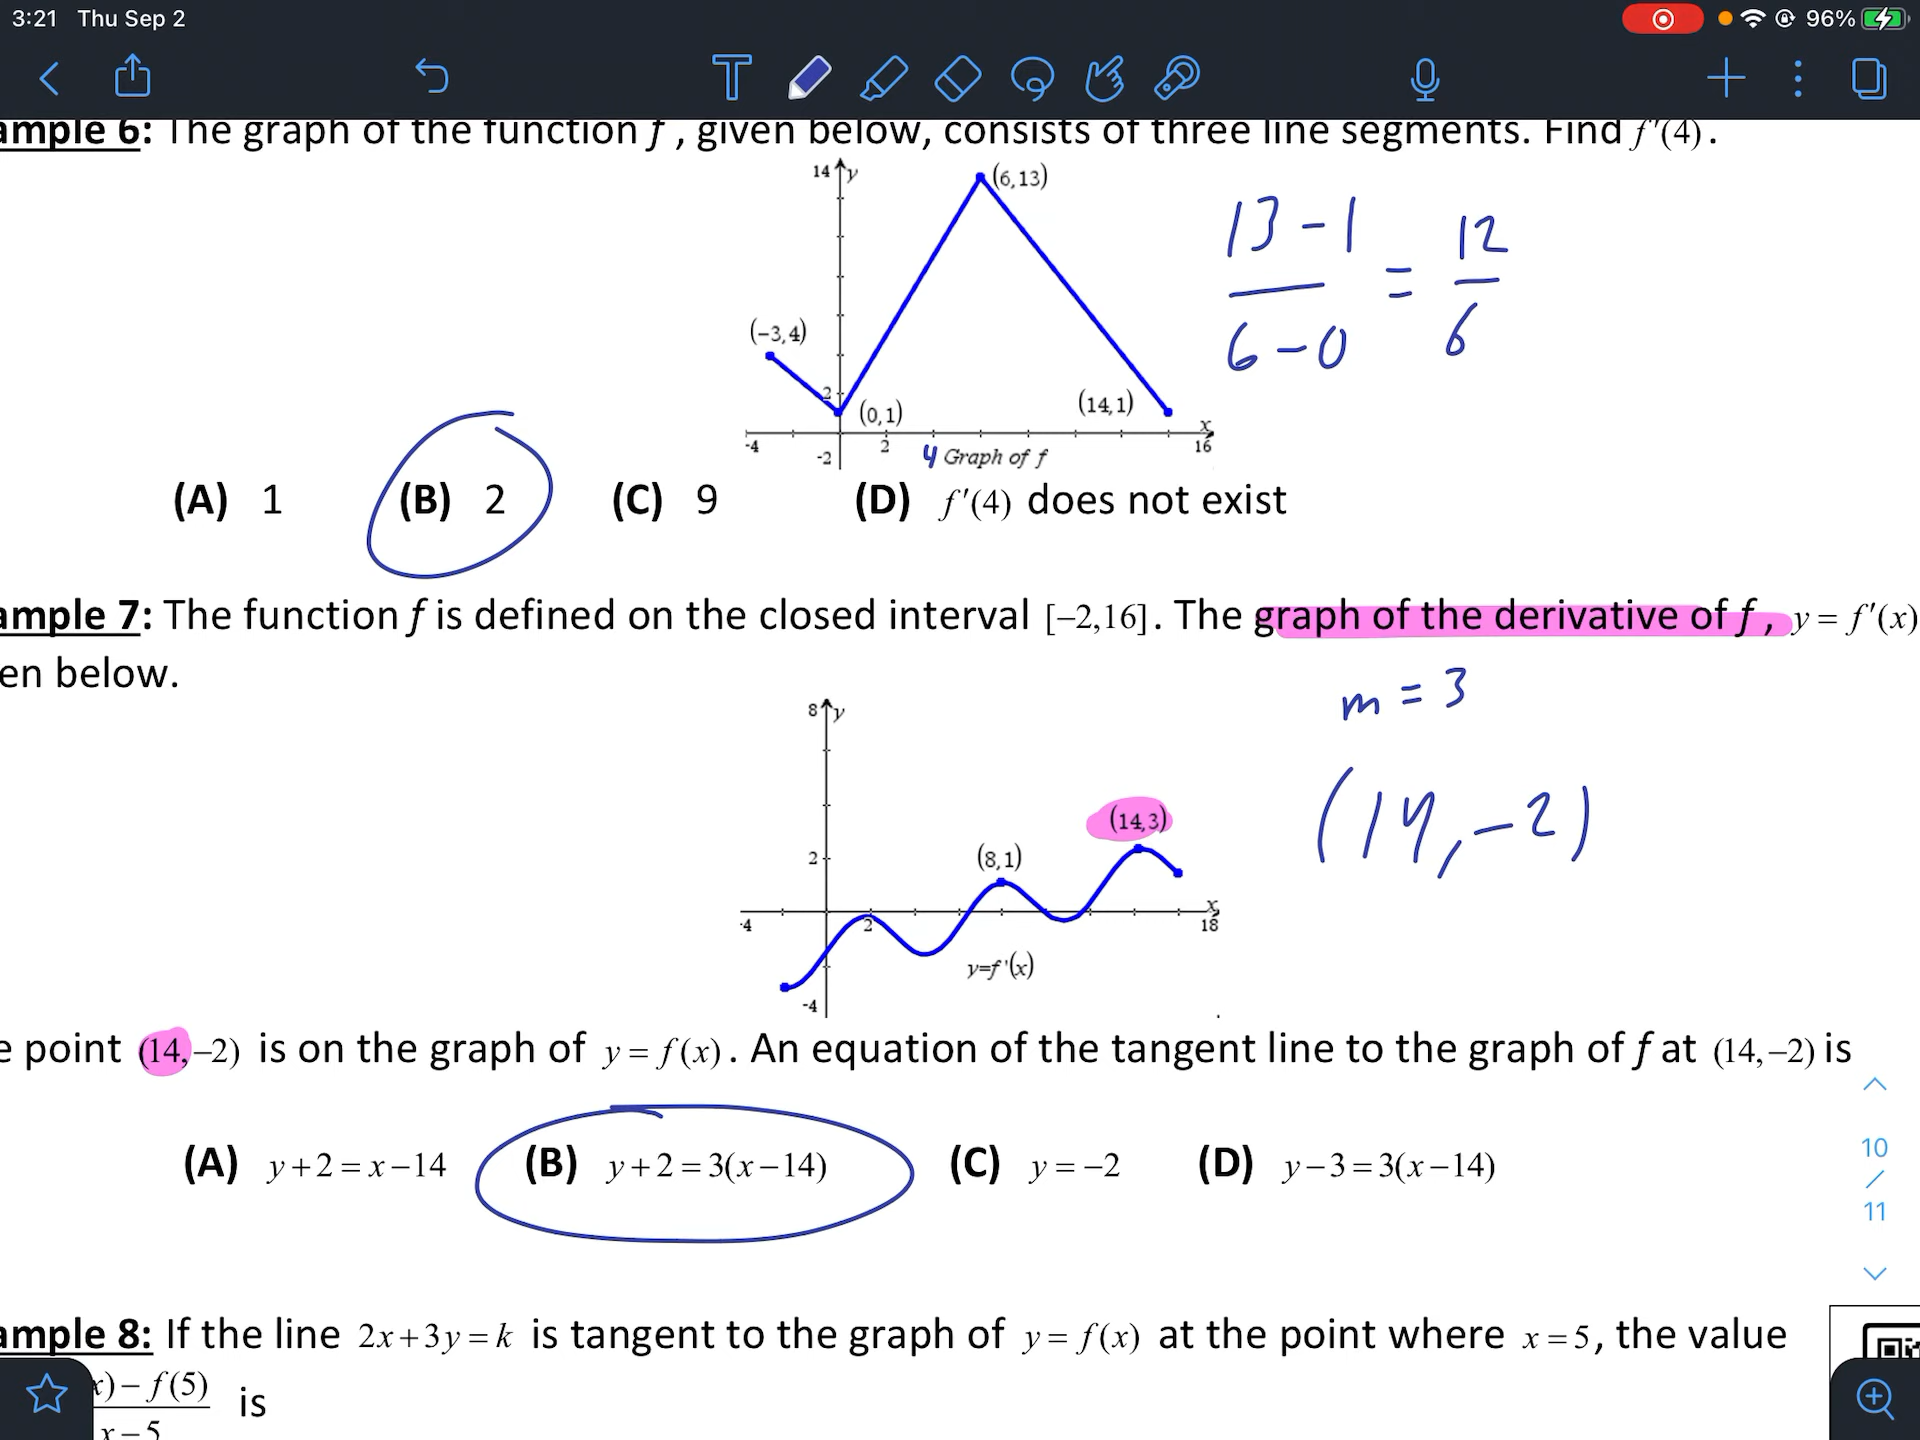 3:21 Thu Sep 2 96%
ample 6: The graph of the function f, given below, consists of three line segments. Find f′(4).
14 y (6,13)
13-1 = 12
6-0 6
(-3,4)
2
(0,1) (14,1)
x
-4 -2 2 4 Graph of f 16
(A) 1 (B) 2 (C) 9 (D) f′(4) does not exist
ample 7: The function f is defined on the closed interval [−2,16]. The graph of the derivative of f, y = f′(x)
en below.
m = 3
8 y
(14,3)
(14,-2)
(8,1)
2
x
-4 2 18
y=f'(x)
-4
e point (14,−2) is on the graph of y = f(x). An equation of the tangent line to the graph of f at (14,−2) is
(A) y+2=x−14 (B) y+2=3(x−14) (C) y=−2 (D) y−3=3(x−14)
10
/
11
ample 8: If the line 2x+3y=k is tangent to the graph of y = f(x) at the point where x=5, the value
x)−f(5)
is
x−5